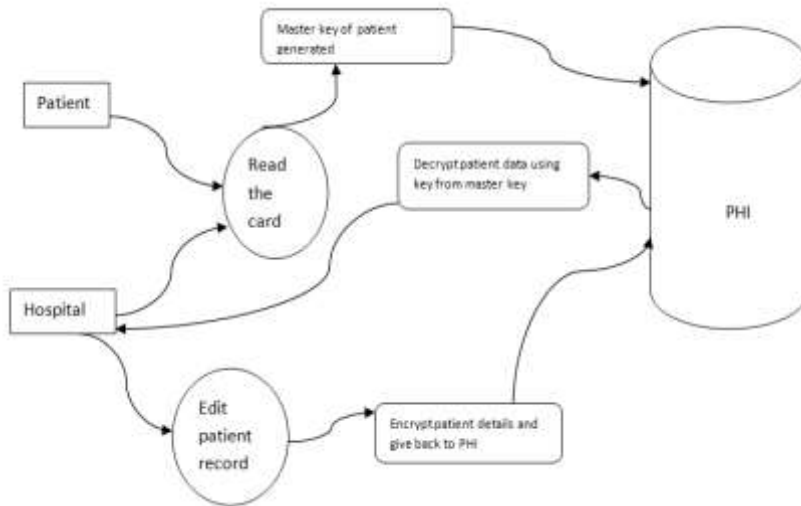 Master key of patient
generated
Patient
Read
the
card
Decrypt patient data using
key from master key
PHI
Hospital
Edit
patient
record
Encrypt patient details and
give back to PHI